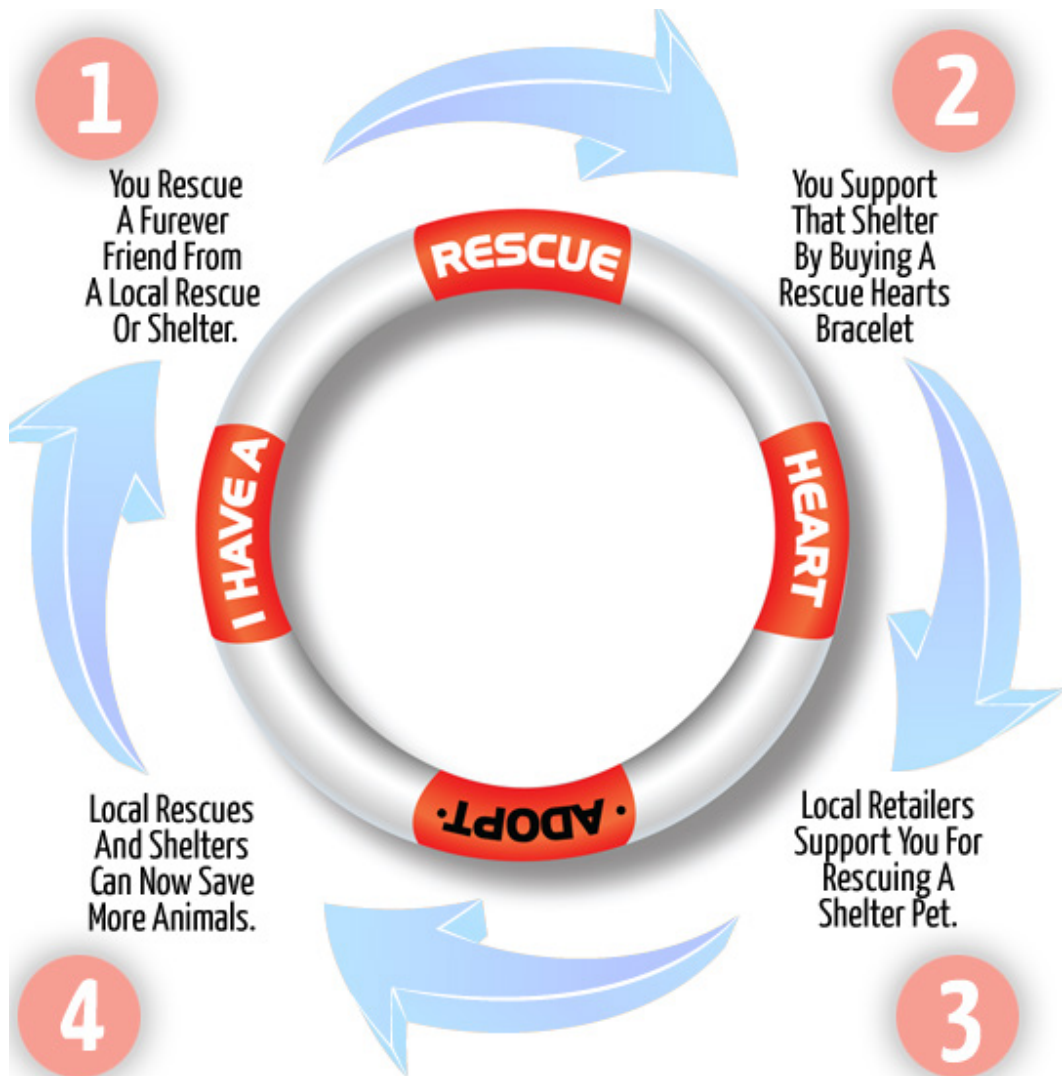 1
You Rescue
A Furever
Friend From
A Local Rescue
Or Shelter.
2
You Support
That Shelter
By Buying A
Rescue Hearts
Bracelet
I HAVE A
RESCUE
HEART
· ADOPT·
3
Local Retailers
Support You For
Rescuing A
Shelter Pet.
4
Local Rescues
And Shelters
Can Now Save
More Animals.